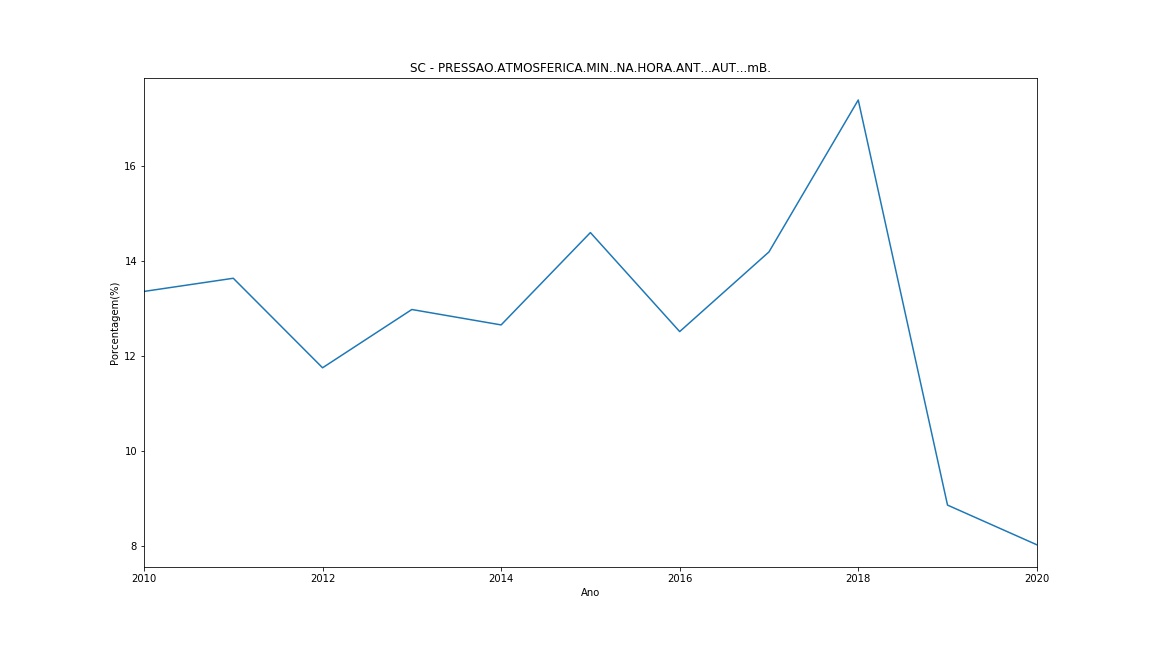 SC - PRESSAO.ATMOSFERICA.MIN..NA.HORA.ANT...AUT...mB.
16
14
12
10
8
Porcentagem(%)
2010 2012 2014 2016 2018 2020
Ano